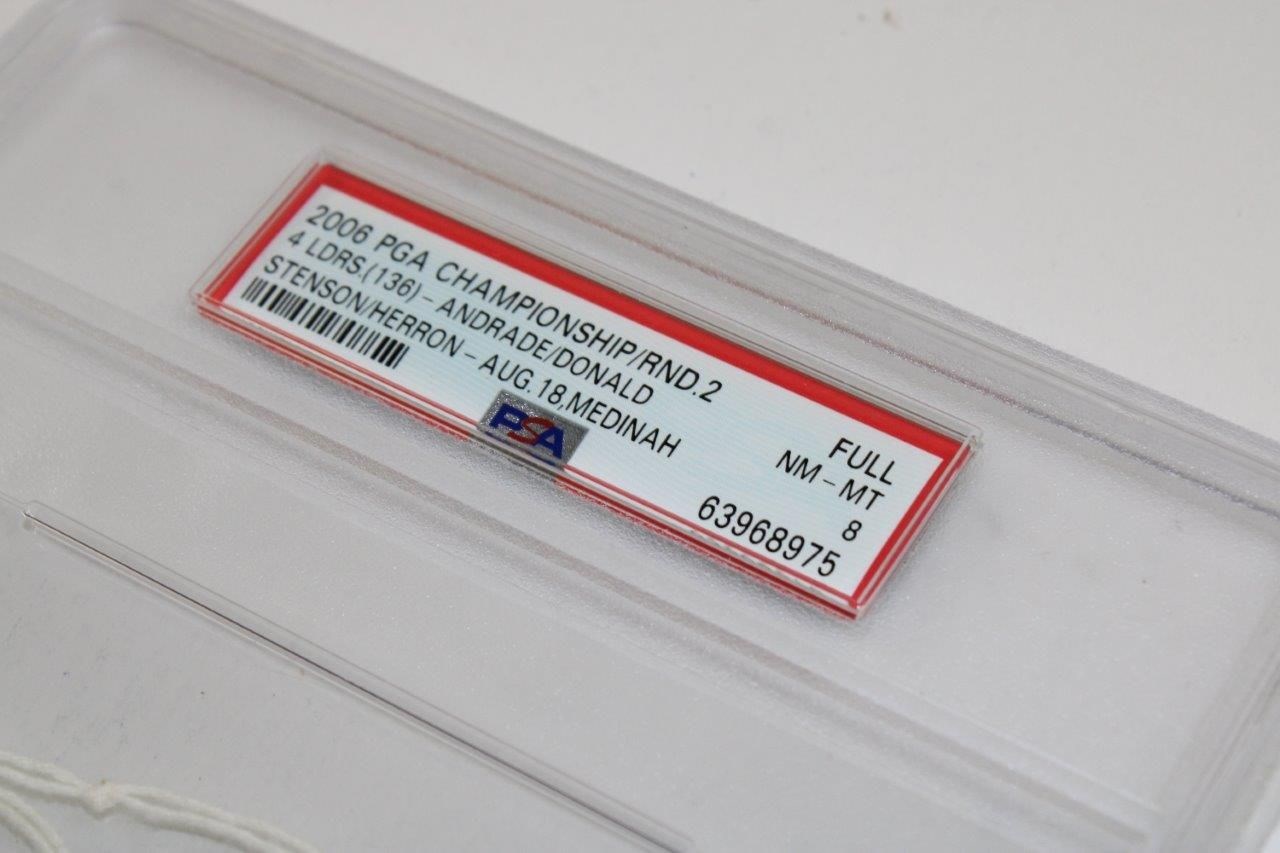 2006 PGA CHAMPIONSHIP/RND.2
4 LDRS.(136)-ANDRADE/DONALD
STENSON/HERRON-AUG.18,MEDINAH
FULL
NM-MT
8
PSA
63968975